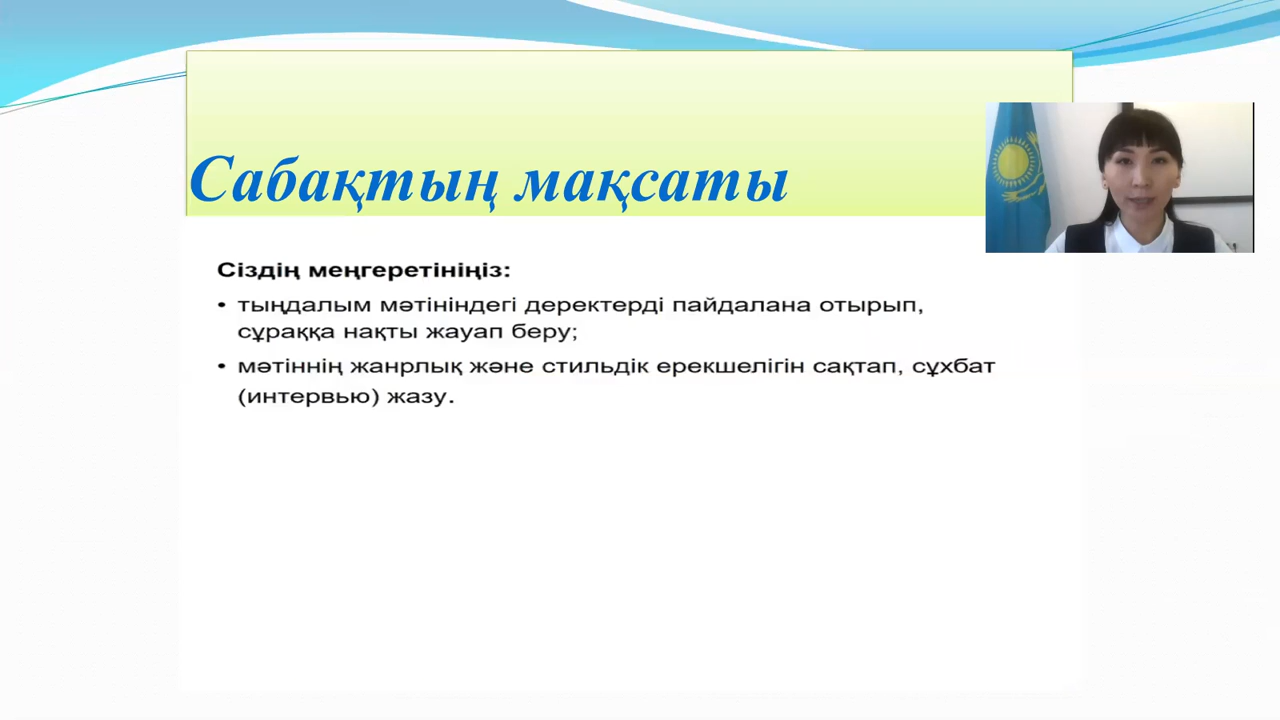 Сабақтың мақсаты
Сіздің меңгеретініңіз:
• тыңдалым мәтініндегі деректерді пайдалана отырып,
сұраққа нақты жауап беру;
• мәтіннің жанрлық және стильдік ерекшелігін сақтап, сұхбат
(интервью) жазу.